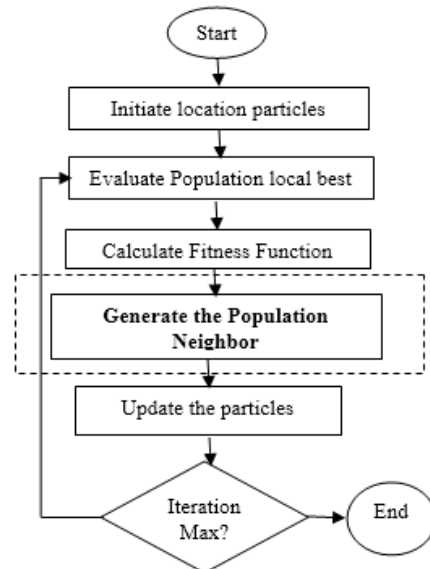 Start
Initiate location particles
Evaluate Population local best
Calculate Fitness Function
Generate the Population
Neighbor
Update the particles
Iteration
Max?
End